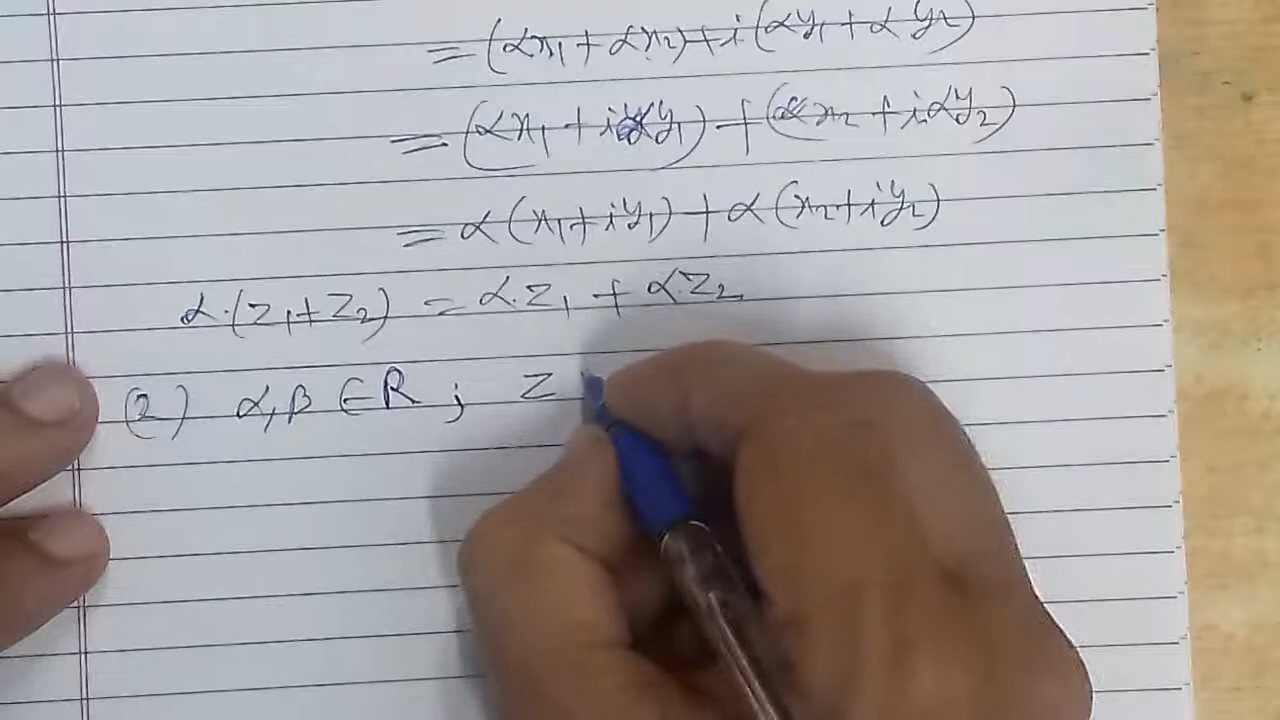 = (αx₁ + αx₂) + i (αy₁ + αy₂)
= (αx₁ + iαy₁) + (αx₂ + iαy₂)
= α (x₁ + iy₁) + α (x₂ + iy₂)
α·(z₁+z₂) = α·z₁ + α·z₂
(2) α,β ∈ R ; z